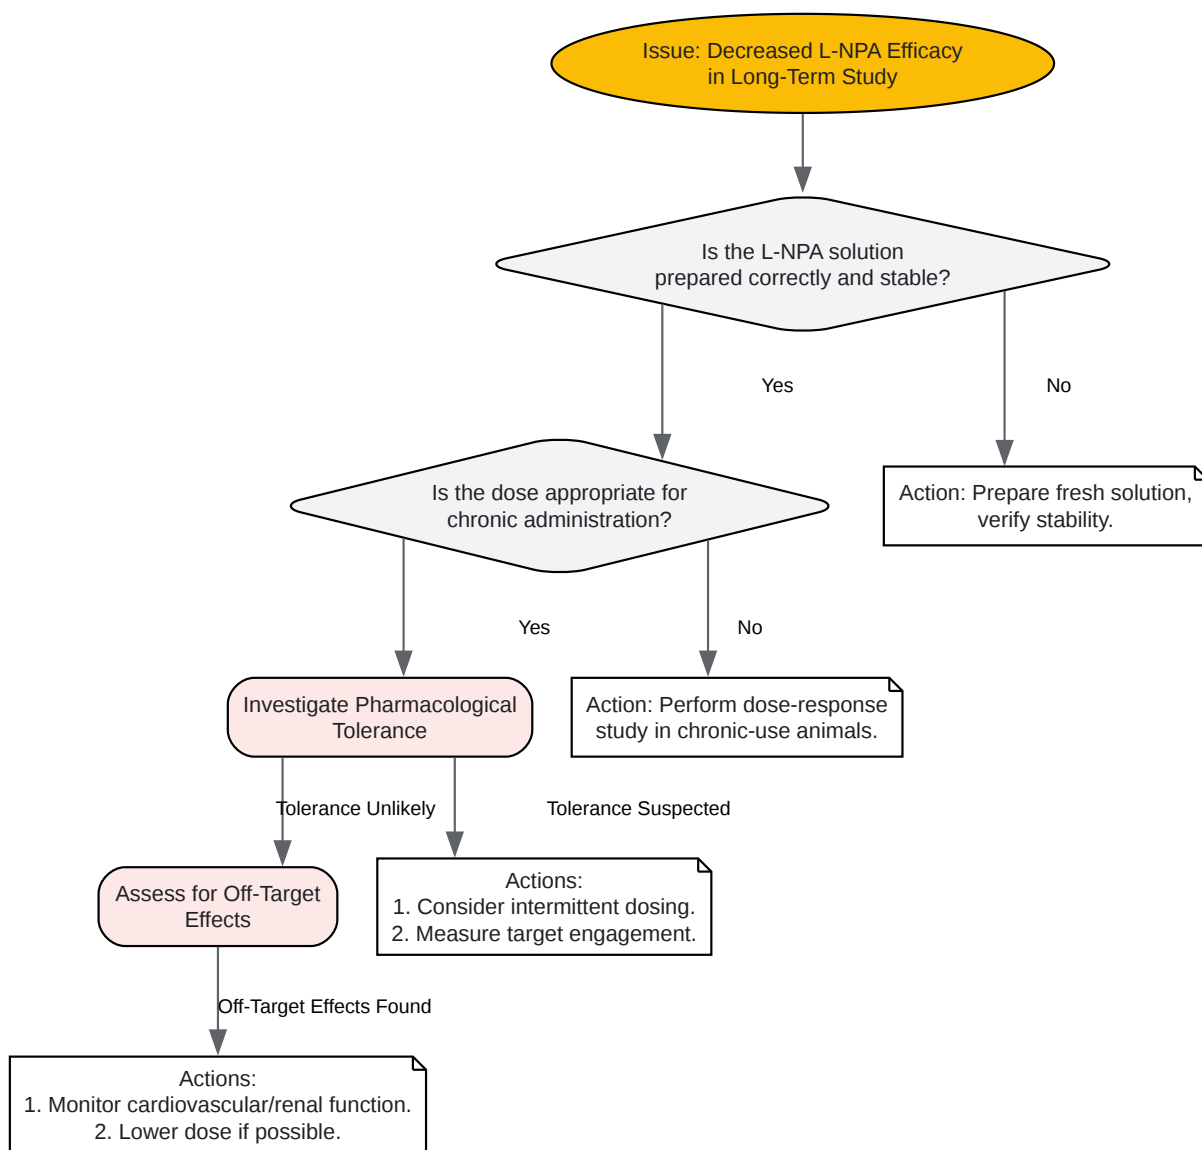 Issue: Decreased L-NPA Efficacy
in Long-Term Study
Is the L-NPA solution
prepared correctly and stable?
Yes
No
Action: Prepare fresh solution,
verify stability.
Is the dose appropriate for
chronic administration?
Yes
No
Investigate Pharmacological
Tolerance
Action: Perform dose-response
study in chronic-use animals.
Tolerance Unlikely
Tolerance Suspected
Assess for Off-Target
Effects
Actions:
1. Consider intermittent dosing.
2. Measure target engagement.
Off-Target Effects Found
Actions:
1. Monitor cardiovascular/renal function.
2. Lower dose if possible.